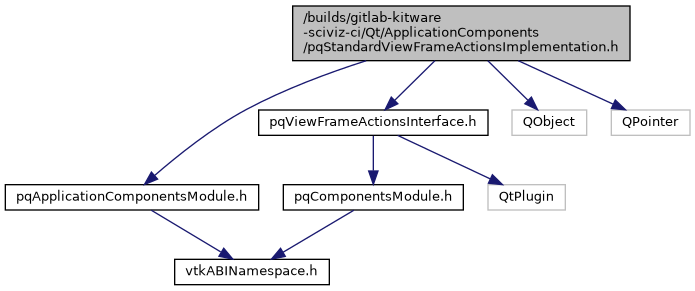 /builds/gitlab-kitware
-sciviz-ci/Qt/ApplicationComponents
/pqStandardViewFrameActionsImplementation.h
pqViewFrameActionsInterface.h
QObject
QPointer
pqApplicationComponentsModule.h
pqComponentsModule.h
QtPlugin
vtkABINamespace.h